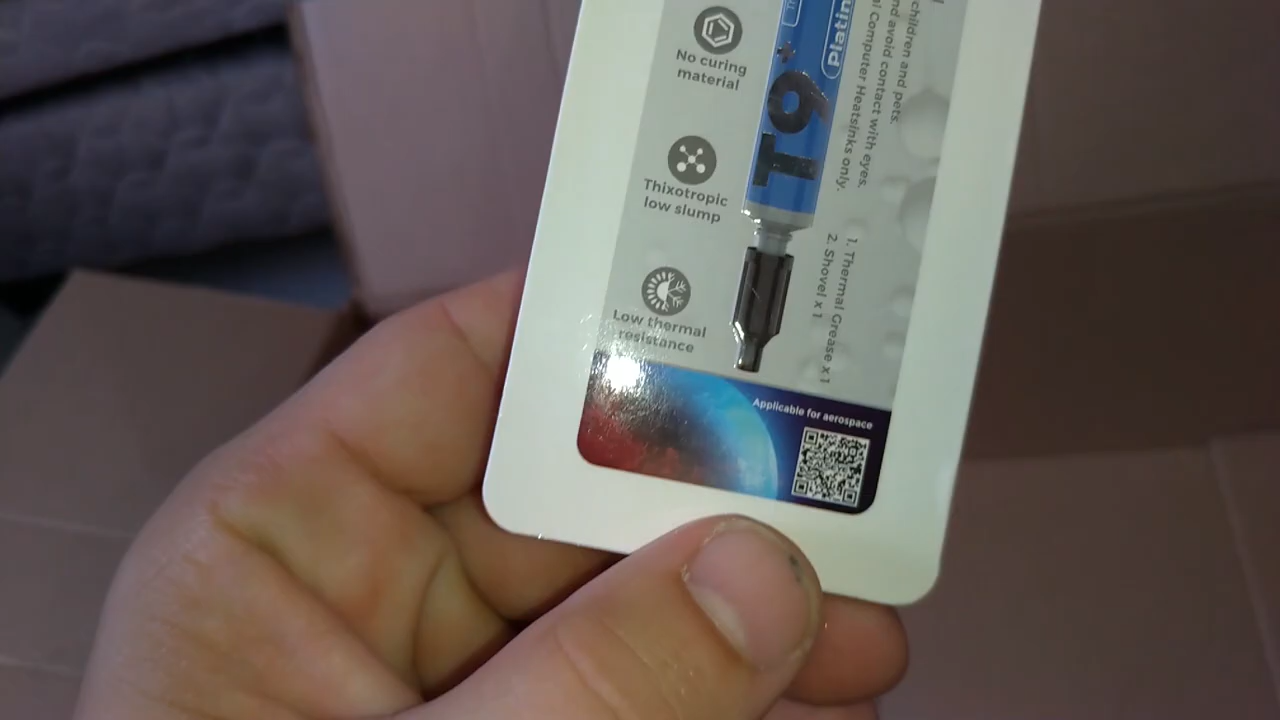 No curing
material
Thixotropic
low slump
Low thermal
resistance
T9+
Platin
children and pets.
nd avoid contact with eyes.
l Computer Heatsinks only.
1. Thermal Grease x 1
2. Shovel x 1
Applicable for aerospace